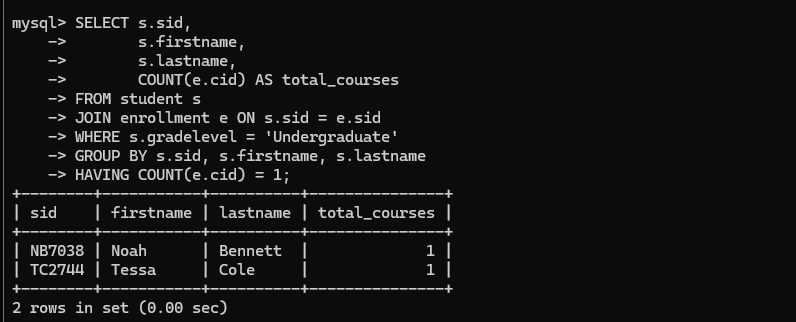 mysql> SELECT s.sid,
    ->        s.firstname,
    ->        s.lastname,
    ->        COUNT(e.cid) AS total_courses
    -> FROM student s
    -> JOIN enrollment e ON s.sid = e.sid
    -> WHERE s.gradelevel = 'Undergraduate'
    -> GROUP BY s.sid, s.firstname, s.lastname
    -> HAVING COUNT(e.cid) = 1;
+--------+-----------+----------+---------------+
| sid    | firstname | lastname | total_courses |
+--------+-----------+----------+---------------+
| NB7038 | Noah      | Bennett  |             1 |
| TC2744 | Tessa     | Cole     |             1 |
+--------+-----------+----------+---------------+
2 rows in set (0.00 sec)